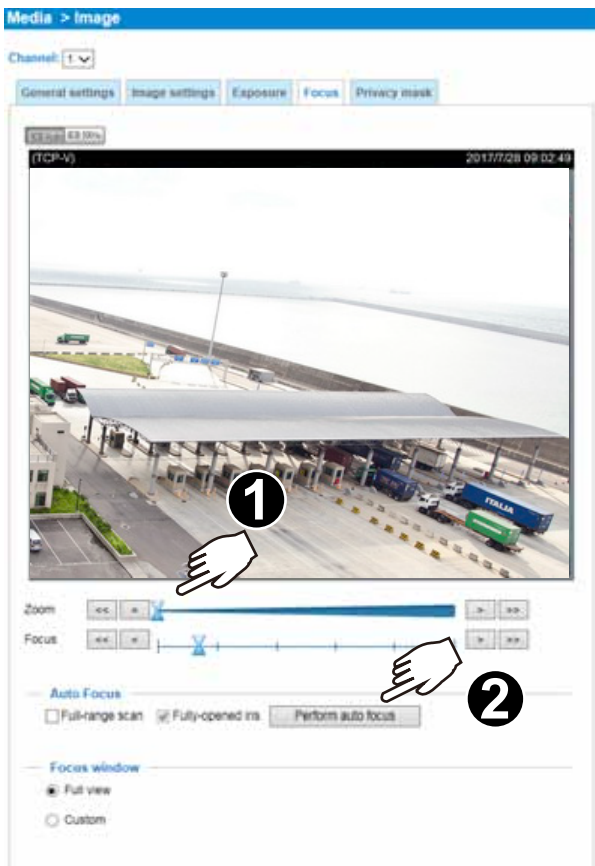 Media > Image
Channel: 1
General settings Image settings Exposure Focus Privacy mask
(TCP-V) 2017/7/28 09:02:49
ITALIA
1
Zoom << < > >>
Focus << < > >>
2
Auto Focus
Full-range scan Fully-opened iris Perform auto focus
Focus window
Full view
Custom